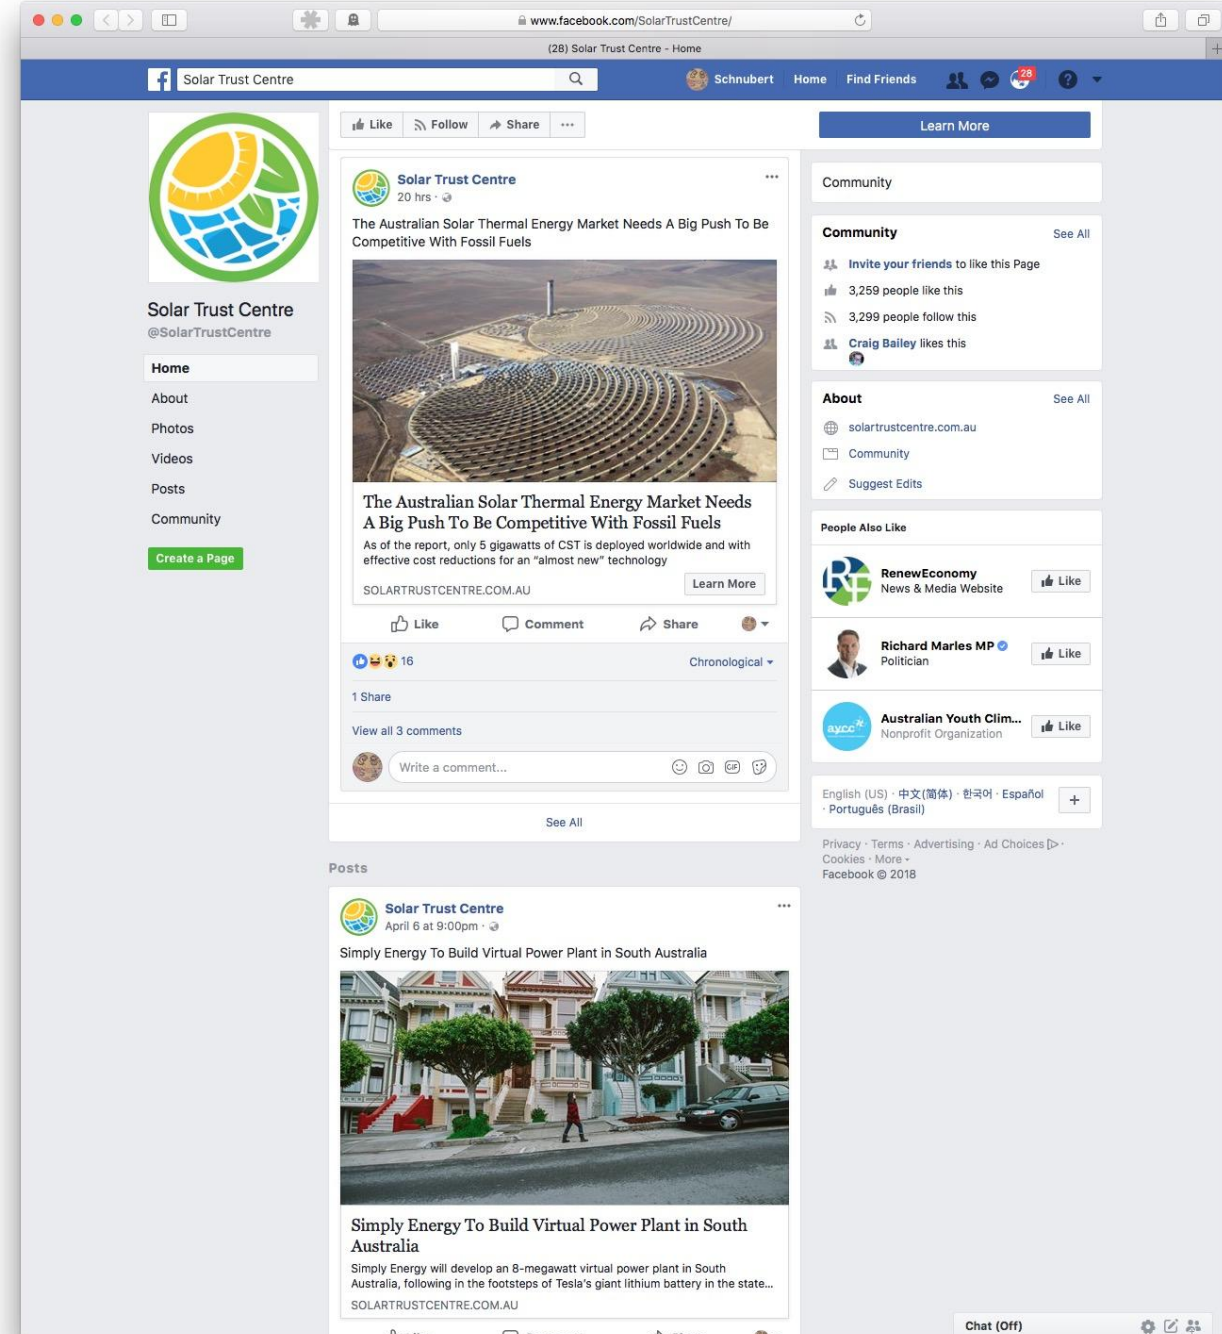 www.facebook.com/SolarTrustCentre/
(28) Solar Trust Centre - Home
Solar Trust Centre
Schnubert
Home
Find Friends
28
Like
Follow
Share
Learn More
Solar Trust Centre
@SolarTrustCentre
Home
About
Photos
Videos
Posts
Community
Create a Page
Solar Trust Centre
20 hrs ·
The Australian Solar Thermal Energy Market Needs A Big Push To Be
Competitive With Fossil Fuels
The Australian Solar Thermal Energy Market Needs
A Big Push To Be Competitive With Fossil Fuels
As of the report, only 5 gigawatts of CST is deployed worldwide and with
effective cost reductions for an “almost new” technology
SOLARTRUSTCENTRE.COM.AU
Learn More
Like
Comment
Share
16
Chronological
1 Share
View all 3 comments
Write a comment...
GIF
See All
Posts
Solar Trust Centre
April 6 at 9:00pm ·
Simply Energy To Build Virtual Power Plant in South Australia
Simply Energy To Build Virtual Power Plant in South
Australia
Simply Energy will develop an 8-megawatt virtual power plant in South
Australia, following in the footsteps of Tesla's giant lithium battery in the state...
SOLARTRUSTCENTRE.COM.AU
Community
Community
See All
Invite your friends to like this Page
3,259 people like this
3,299 people follow this
Craig Bailey likes this
About
See All
solartrustcentre.com.au
Community
Suggest Edits
People Also Like
RE
RenewEconomy
News & Media Website
Like
Richard Marles MP
Politician
Like
aycc
Australian Youth Clim...
Nonprofit Organization
Like
English (US) · 中文(简体) · 한국어 · Español
· Português (Brasil)
Privacy · Terms · Advertising · Ad Choices ·
Cookies · More
Facebook © 2018
Chat (Off)